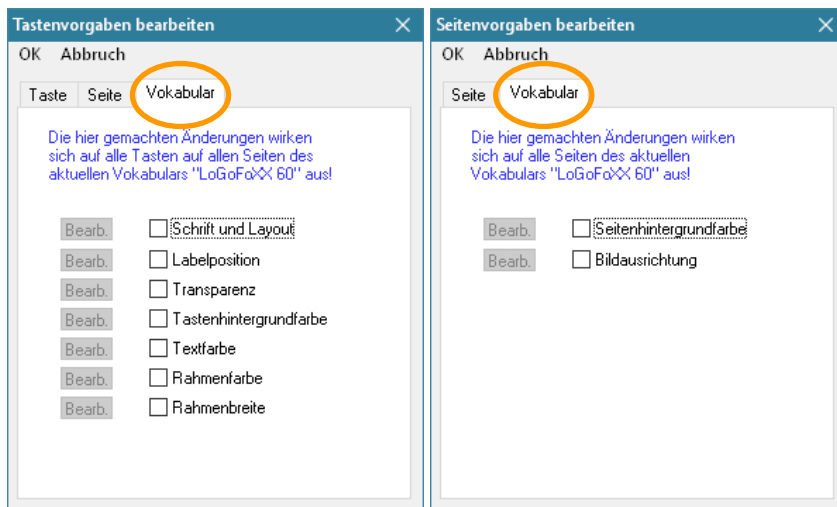 Tastenvorgaben bearbeiten
OK Abbruch
Taste Seite Vokabular
Die hier gemachten Änderungen wirken
sich auf alle Tasten auf allen Seiten des
aktuellen Vokabulars "LoGoFoXX 60" aus!
Bearb. Schrift und Layout
Bearb. Labelposition
Bearb. Transparenz
Bearb. Tastenhintergrundfarbe
Bearb. Textfarbe
Bearb. Rahmenfarbe
Bearb. Rahmenbreite
Seitenvorgaben bearbeiten
OK Abbruch
Seite Vokabular
Die hier gemachten Änderungen wirken
sich auf alle Seiten des aktuellen
Vokabulars "LoGoFoXX 60" aus!
Bearb. Seitenhintergrundfarbe
Bearb. Bildausrichtung